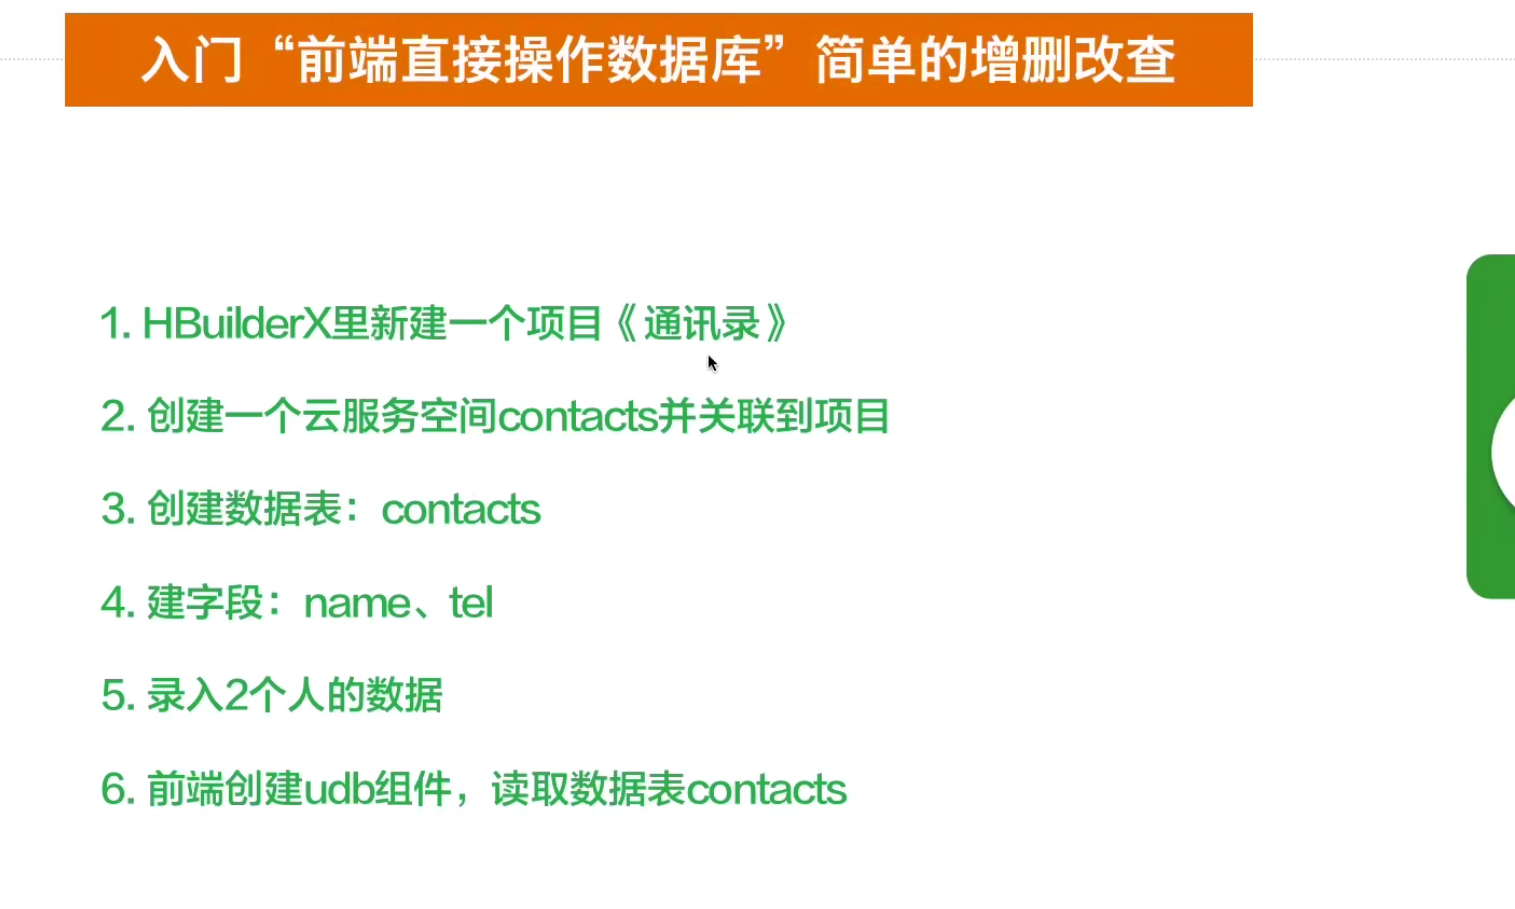 入门“前端直接操作数据库”简单的增删改查
1. HBuilderX里新建一个项目《通讯录》
2. 创建一个云服务空间contacts并关联到项目
3. 创建数据表：contacts
4. 建字段：name、tel
5. 录入2个人的数据
6. 前端创建udb组件，读取数据表contacts